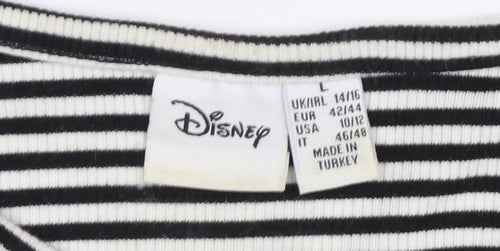 Disney
L
UK/IRL 14/16
EUR 42/44
USA 10/12
IT 46/48
MADE IN
TURKEY